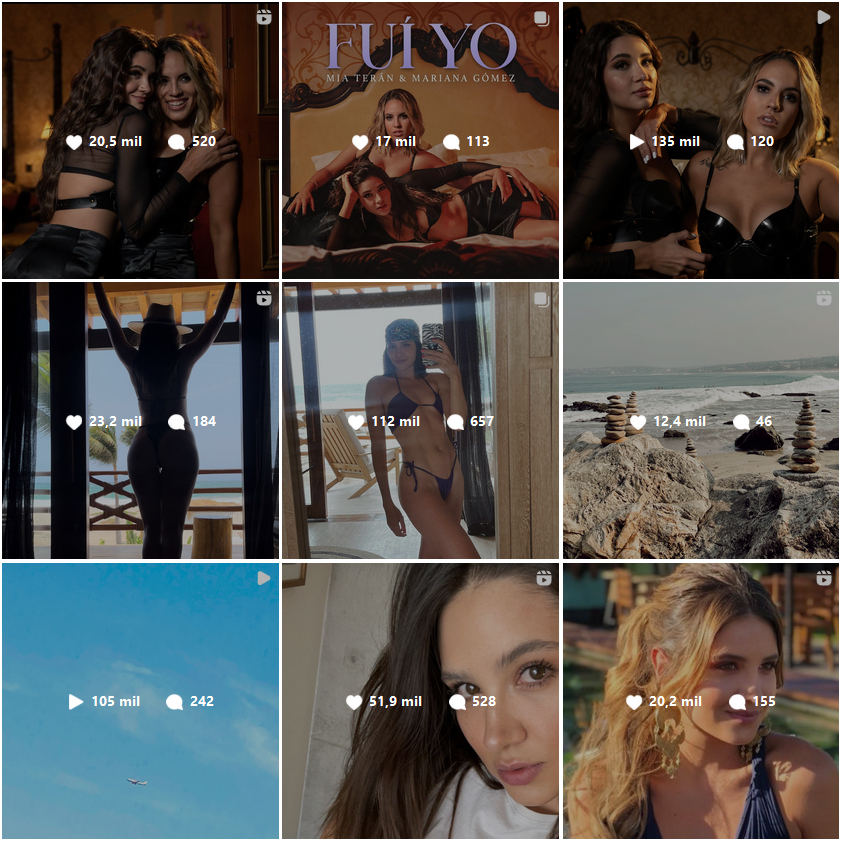 20,5 mil 520
FUÍ YO
MIA TERÁN & MARIANA GÓMEZ
17 mil 113
135 mil 120
23,2 mil 184
112 mil 657
12,4 mil 46
105 mil 242
51,9 mil 528
20,2 mil 155